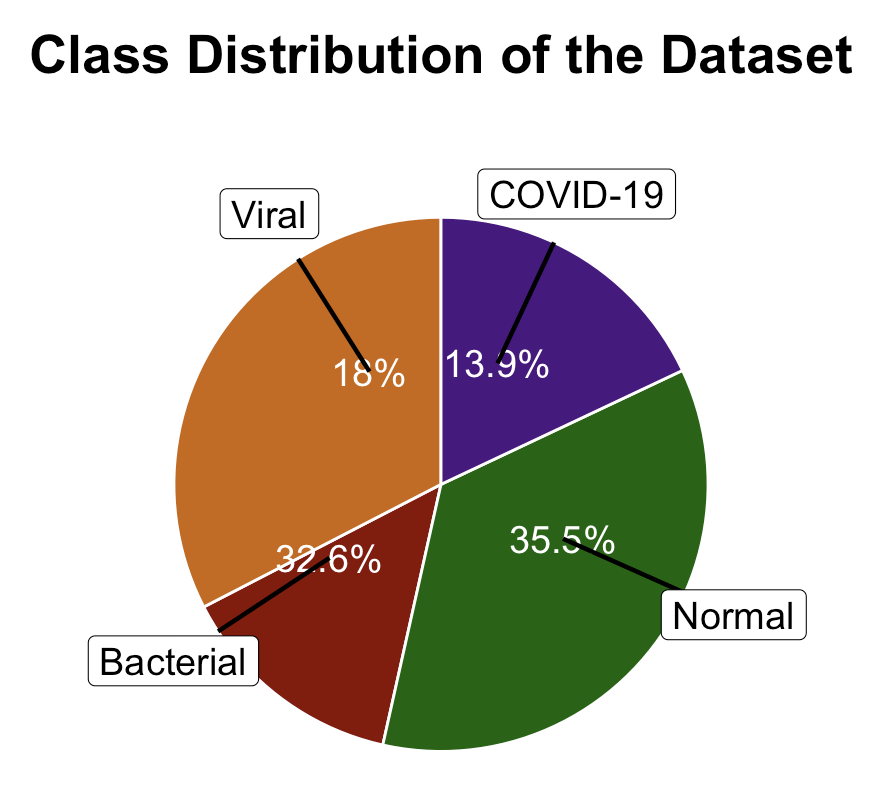 Class Distribution of the Dataset
COVID-19
Viral
13.9%
18%
35.5%
32.6%
Normal
Bacterial